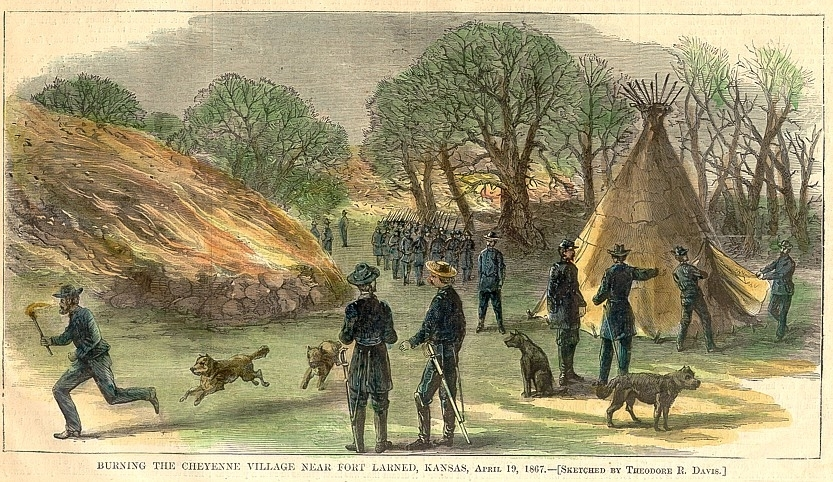 BURNING THE CHEYENNE VILLAGE NEAR FORT LARNED, KANSAS, APRIL 19, 1867.—[SKETCHED BY THEODORE R. DAVIS.]